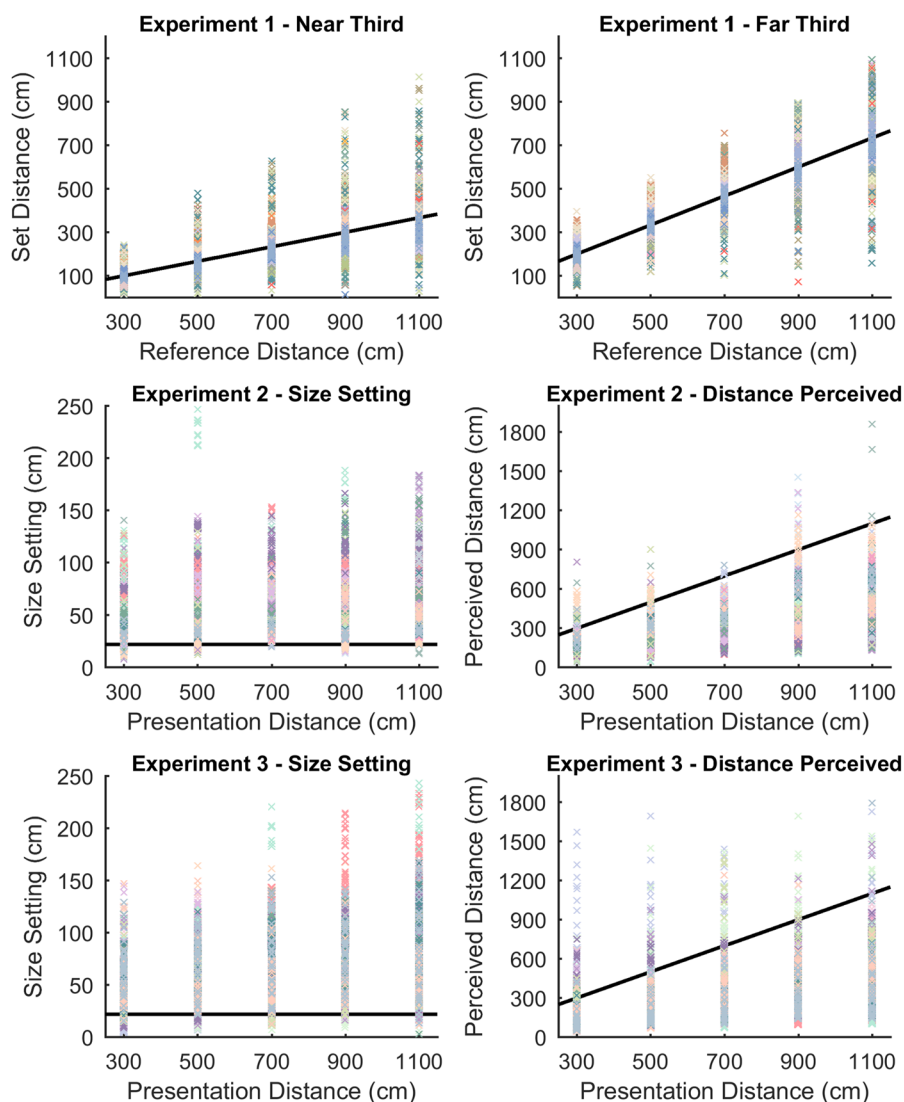 Experiment 1 - Near Third
Set Distance (cm)
1100
900
700
500
300
100
300 500 700 900 1100
Reference Distance (cm)
Experiment 1 - Far Third
Set Distance (cm)
1100
900
700
500
300
100
300 500 700 900 1100
Reference Distance (cm)
Experiment 2 - Size Setting
Size Setting (cm)
250
200
150
100
50
0
300 500 700 900 1100
Presentation Distance (cm)
Experiment 2 - Distance Perceived
Perceived Distance (cm)
1800
1500
1200
900
600
300
0
300 500 700 900 1100
Presentation Distance (cm)
Experiment 3 - Size Setting
Size Setting (cm)
250
200
150
100
50
0
300 500 700 900 1100
Presentation Distance (cm)
Experiment 3 - Distance Perceived
Perceived Distance (cm)
1800
1500
1200
900
600
300
0
300 500 700 900 1100
Presentation Distance (cm)